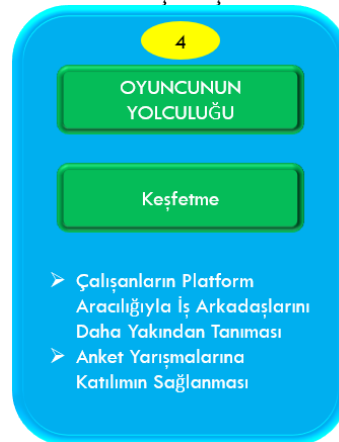 4
OYUNCUNUN
YOLCULUĞU
Keşfetme
➢ Çalışanların Platform
Aracılığıyla İş Arkadaşlarını
Daha Yakından Tanıması
➢ Anket Yarışmalarına
Katılımın Sağlanması